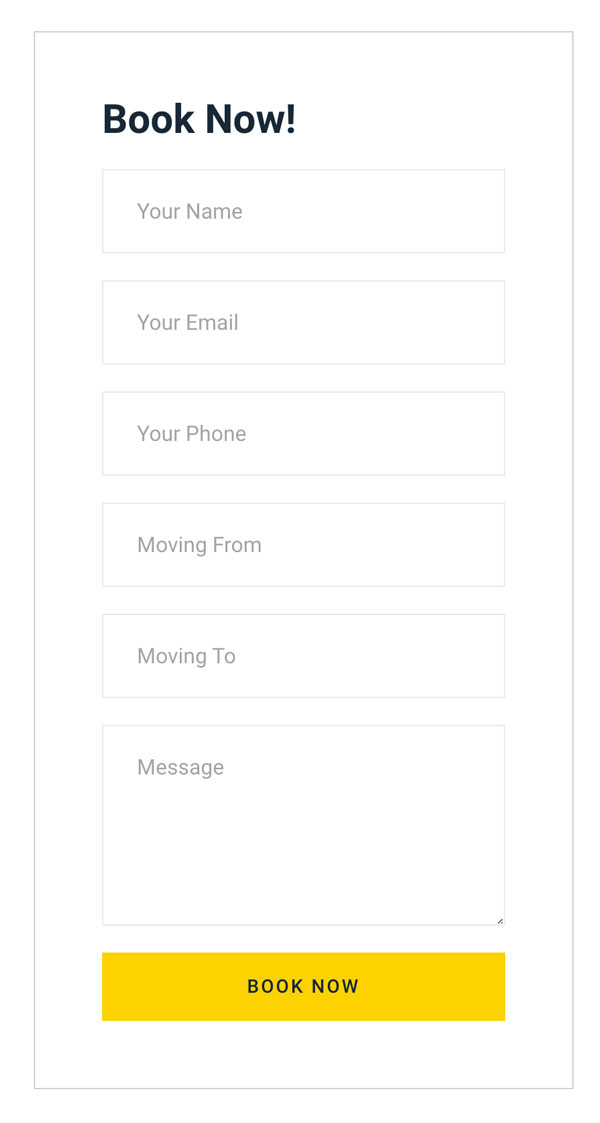 Book Now!
Your Name
Your Email
Your Phone
Moving From
Moving To
Message
BOOK NOW